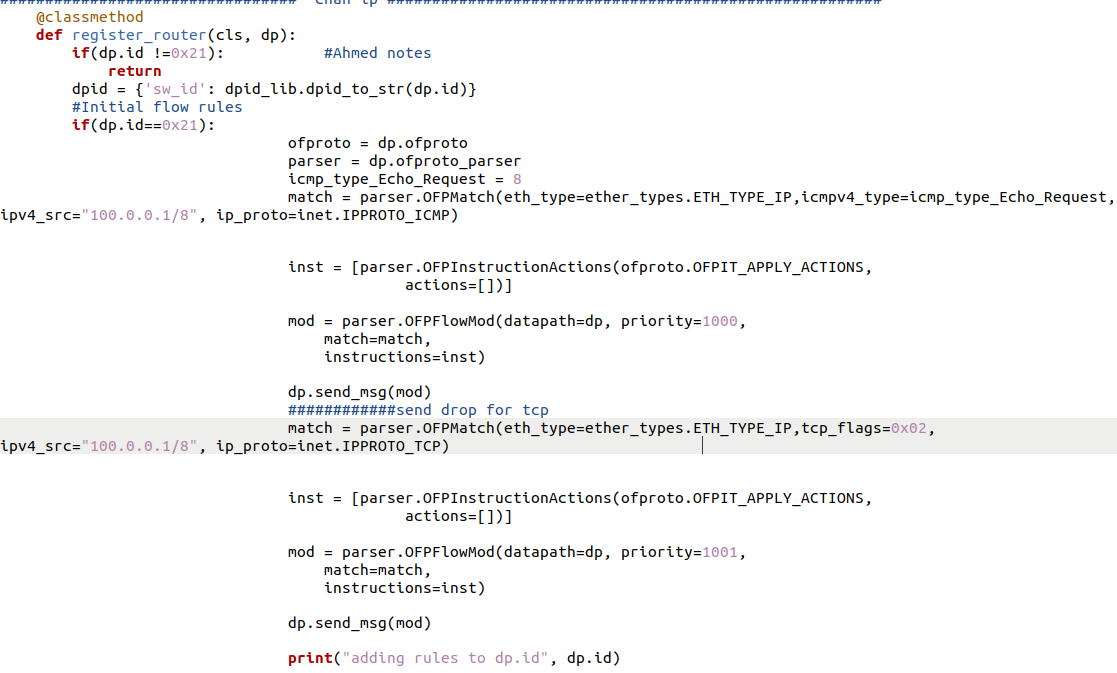 ################################# chan ip #######################################################
@classmethod
def register_router(cls, dp):
if(dp.id !=0x21): #Ahmed notes
return
dpid = {'sw_id': dpid_lib.dpid_to_str(dp.id)}
#Initial flow rules
if(dp.id==0x21):
ofproto = dp.ofproto
parser = dp.ofproto_parser
icmp_type_Echo_Request = 8
match = parser.OFPMatch(eth_type=ether_types.ETH_TYPE_IP,icmpv4_type=icmp_type_Echo_Request,
ipv4_src="100.0.0.1/8", ip_proto=inet.IPPROTO_ICMP)
inst = [parser.OFPInstructionActions(ofproto.OFPIT_APPLY_ACTIONS,
actions=[])]
mod = parser.OFPFlowMod(datapath=dp, priority=1000,
match=match,
instructions=inst)
dp.send_msg(mod)
############send drop for tcp
match = parser.OFPMatch(eth_type=ether_types.ETH_TYPE_IP,tcp_flags=0x02,
ipv4_src="100.0.0.1/8", ip_proto=inet.IPPROTO_TCP)
inst = [parser.OFPInstructionActions(ofproto.OFPIT_APPLY_ACTIONS,
actions=[])]
mod = parser.OFPFlowMod(datapath=dp, priority=1001,
match=match,
instructions=inst)
dp.send_msg(mod)
print("adding rules to dp.id", dp.id)